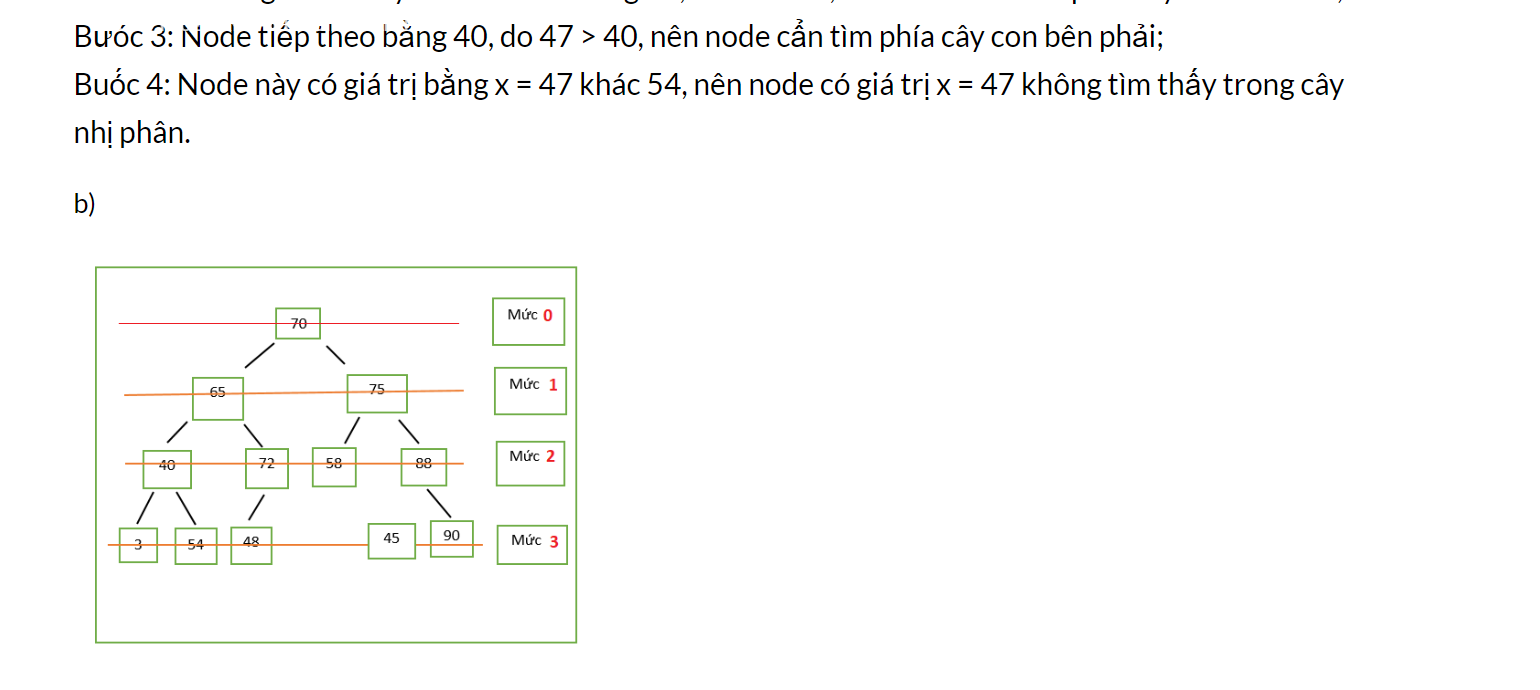 Bước 3: Node tiếp theo bằng 40, do 47 > 40, nên node cẩn tìm phía cây con bên phải;
Buớc 4: Node này có giá trị bằng x = 47 khác 54, nên node có giá trị x = 47 không tìm thấy trong cây
nhị phân.
b)
70 Mức 0
65 75 Mức 1
40 72 58 88 Mức 2
3 54 48 45 90 Mức 3